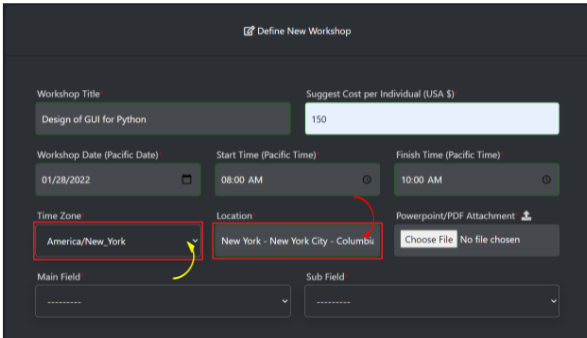 Define New Workshop
Workshop Title*
Suggest Cost per Individual (USA $)*
Design of GUI for Python
150
Workshop Date (Pacific Date)*
Start Time (Pacific Time)*
Finish Time (Pacific Time)*
01/28/2022
08:00 AM
10:00 AM
Time Zone*
Location*
Powerpoint/PDF Attachment*
America/New_York
New York - New York City - Columbia
Choose File No file chosen
Main Field*
Sub Field*
---------
---------